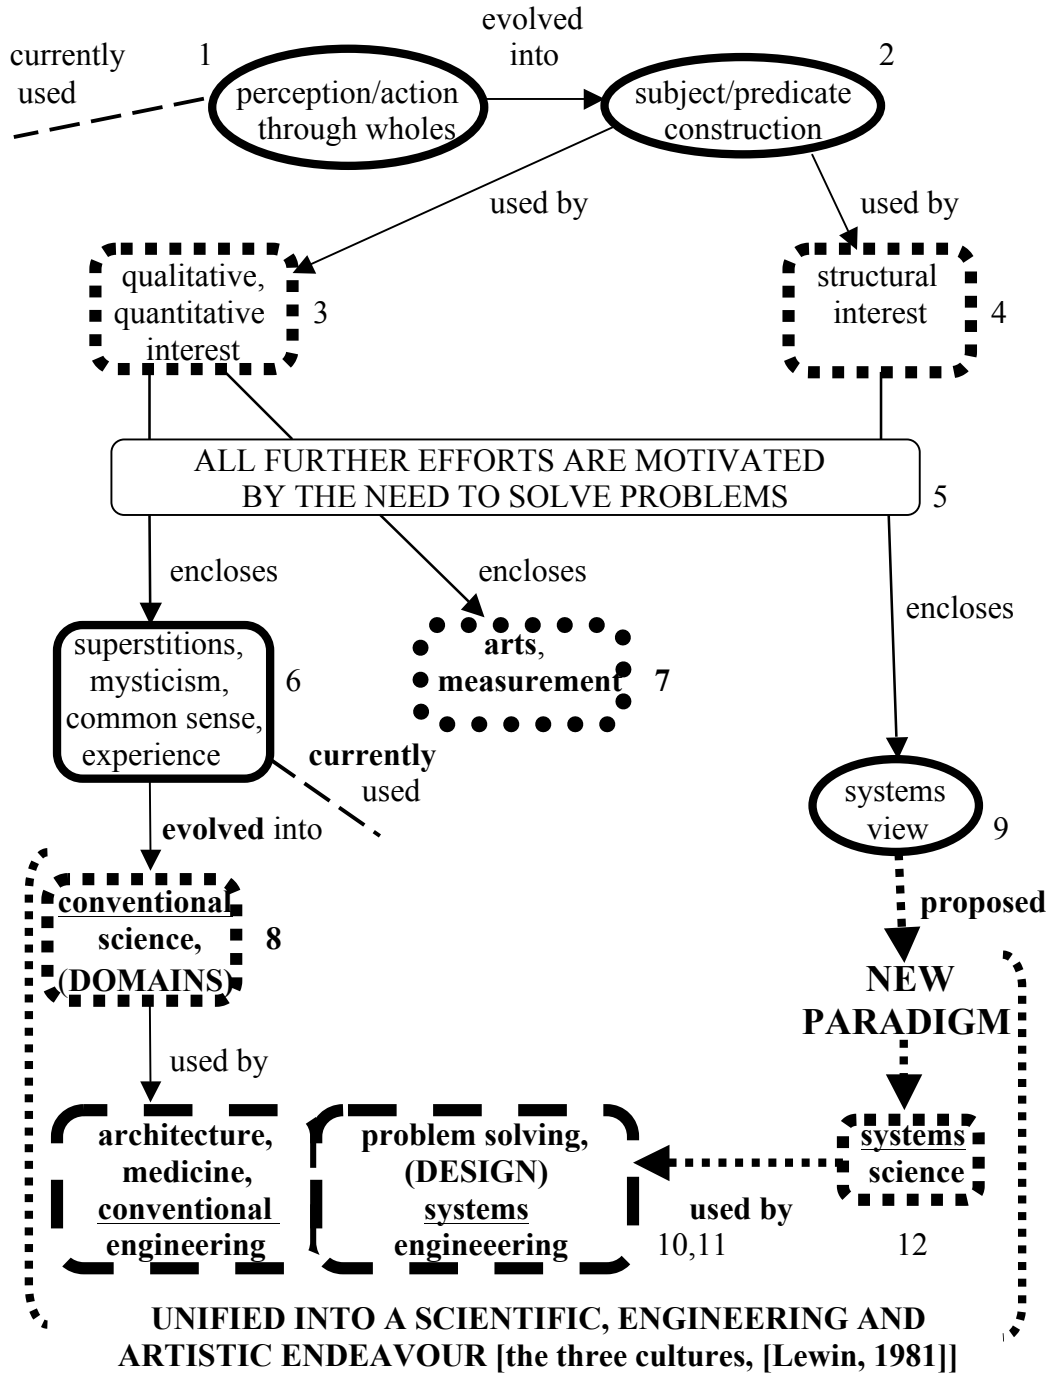 evolved
into
currently
used
1
perception/action
through wholes
2
subject/predicate
construction
used by
used by
qualitative,
quantitative
interest
3
structural
interest
4
ALL FURTHER EFFORTS ARE MOTIVATED
BY THE NEED TO SOLVE PROBLEMS
5
encloses
encloses
encloses
superstitions,
mysticism,
common sense,
experience
6
arts,
measurement
7
currently
used
systems
view
9
evolved into
proposed
conventional
science,
(DOMAINS)
8
NEW
PARADIGM
used by
architecture,
medicine,
conventional
engineering
problem solving,
(DESIGN)
systems
engineeering
10,11
used by
systems
science
12
UNIFIED INTO A SCIENTIFIC, ENGINEERING AND
ARTISTIC ENDEAVOUR [the three cultures, [Lewin, 1981]]